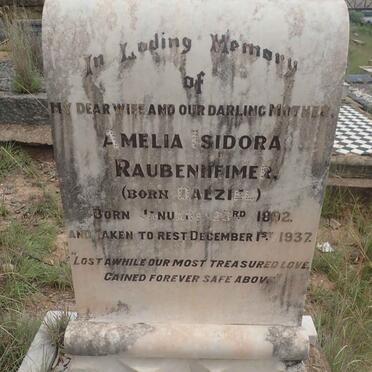 In Loving Memory
of
MY DEAR WIFE AND OUR DARLING MOTHER,
AMELIA ISIDORA
RAUBENHEIMER.
(BORN DALZIEL)
BORN JANUARY 23RD 1892
AND TAKEN TO REST DECEMBER 1ST 1937.
"LOST AWHILE OUR MOST TREASURED LOVE,
GAINED FOREVER SAFE ABOVE."